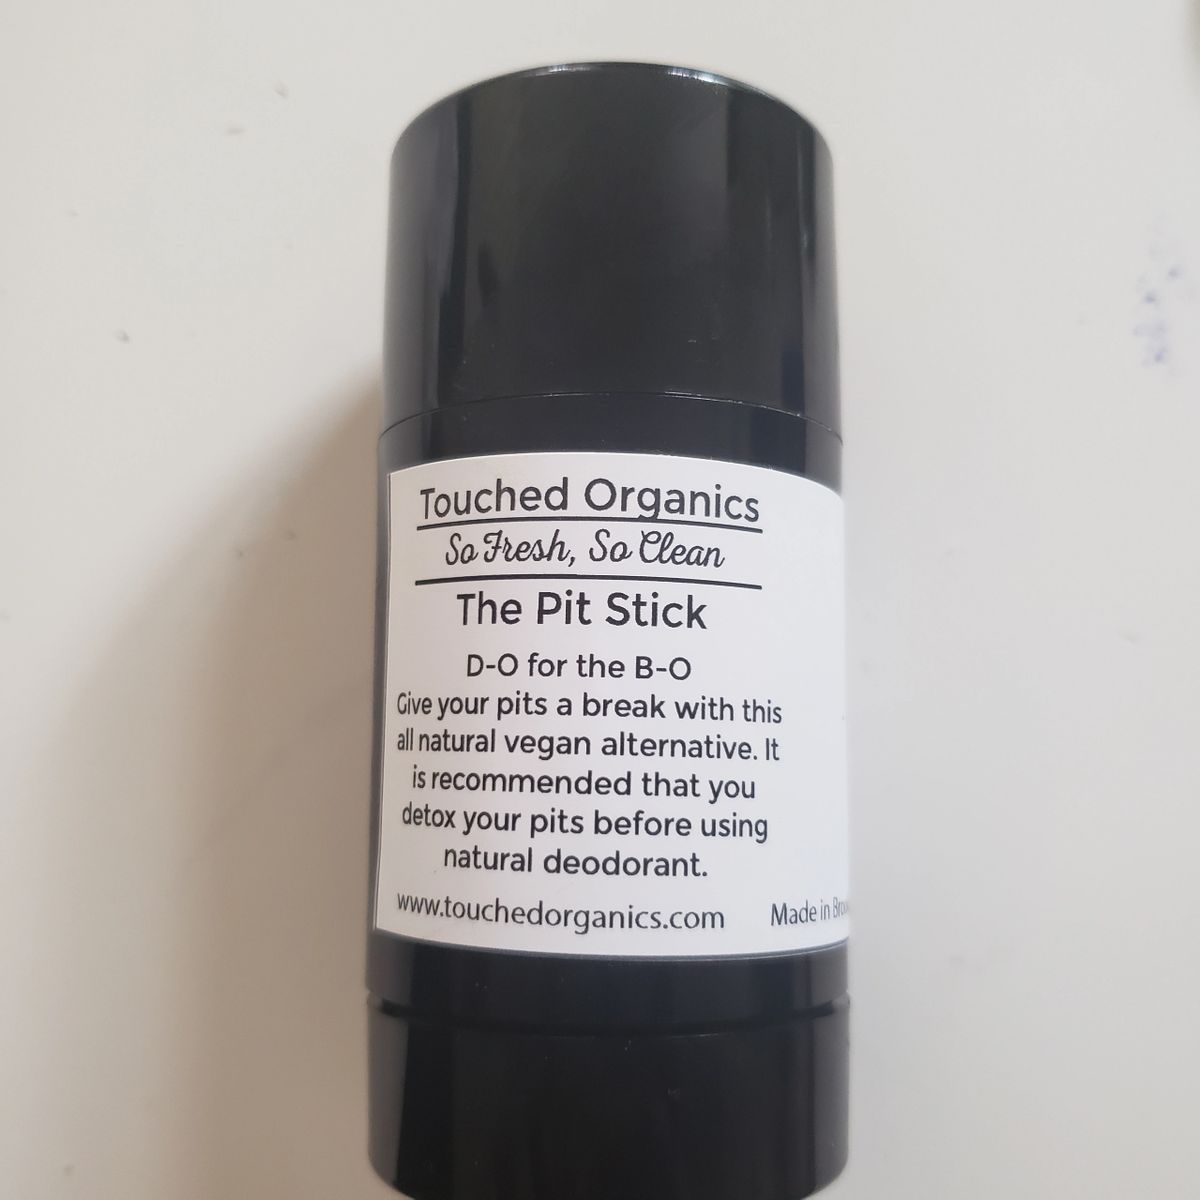 Touched Organics
So Fresh, So Clean
The Pit Stick
D-O for the B-O
Give your pits a break with this
all natural vegan alternative. It
is recommended that you
detox your pits before using
natural deodorant.
www.touchedorganics.com
Made in